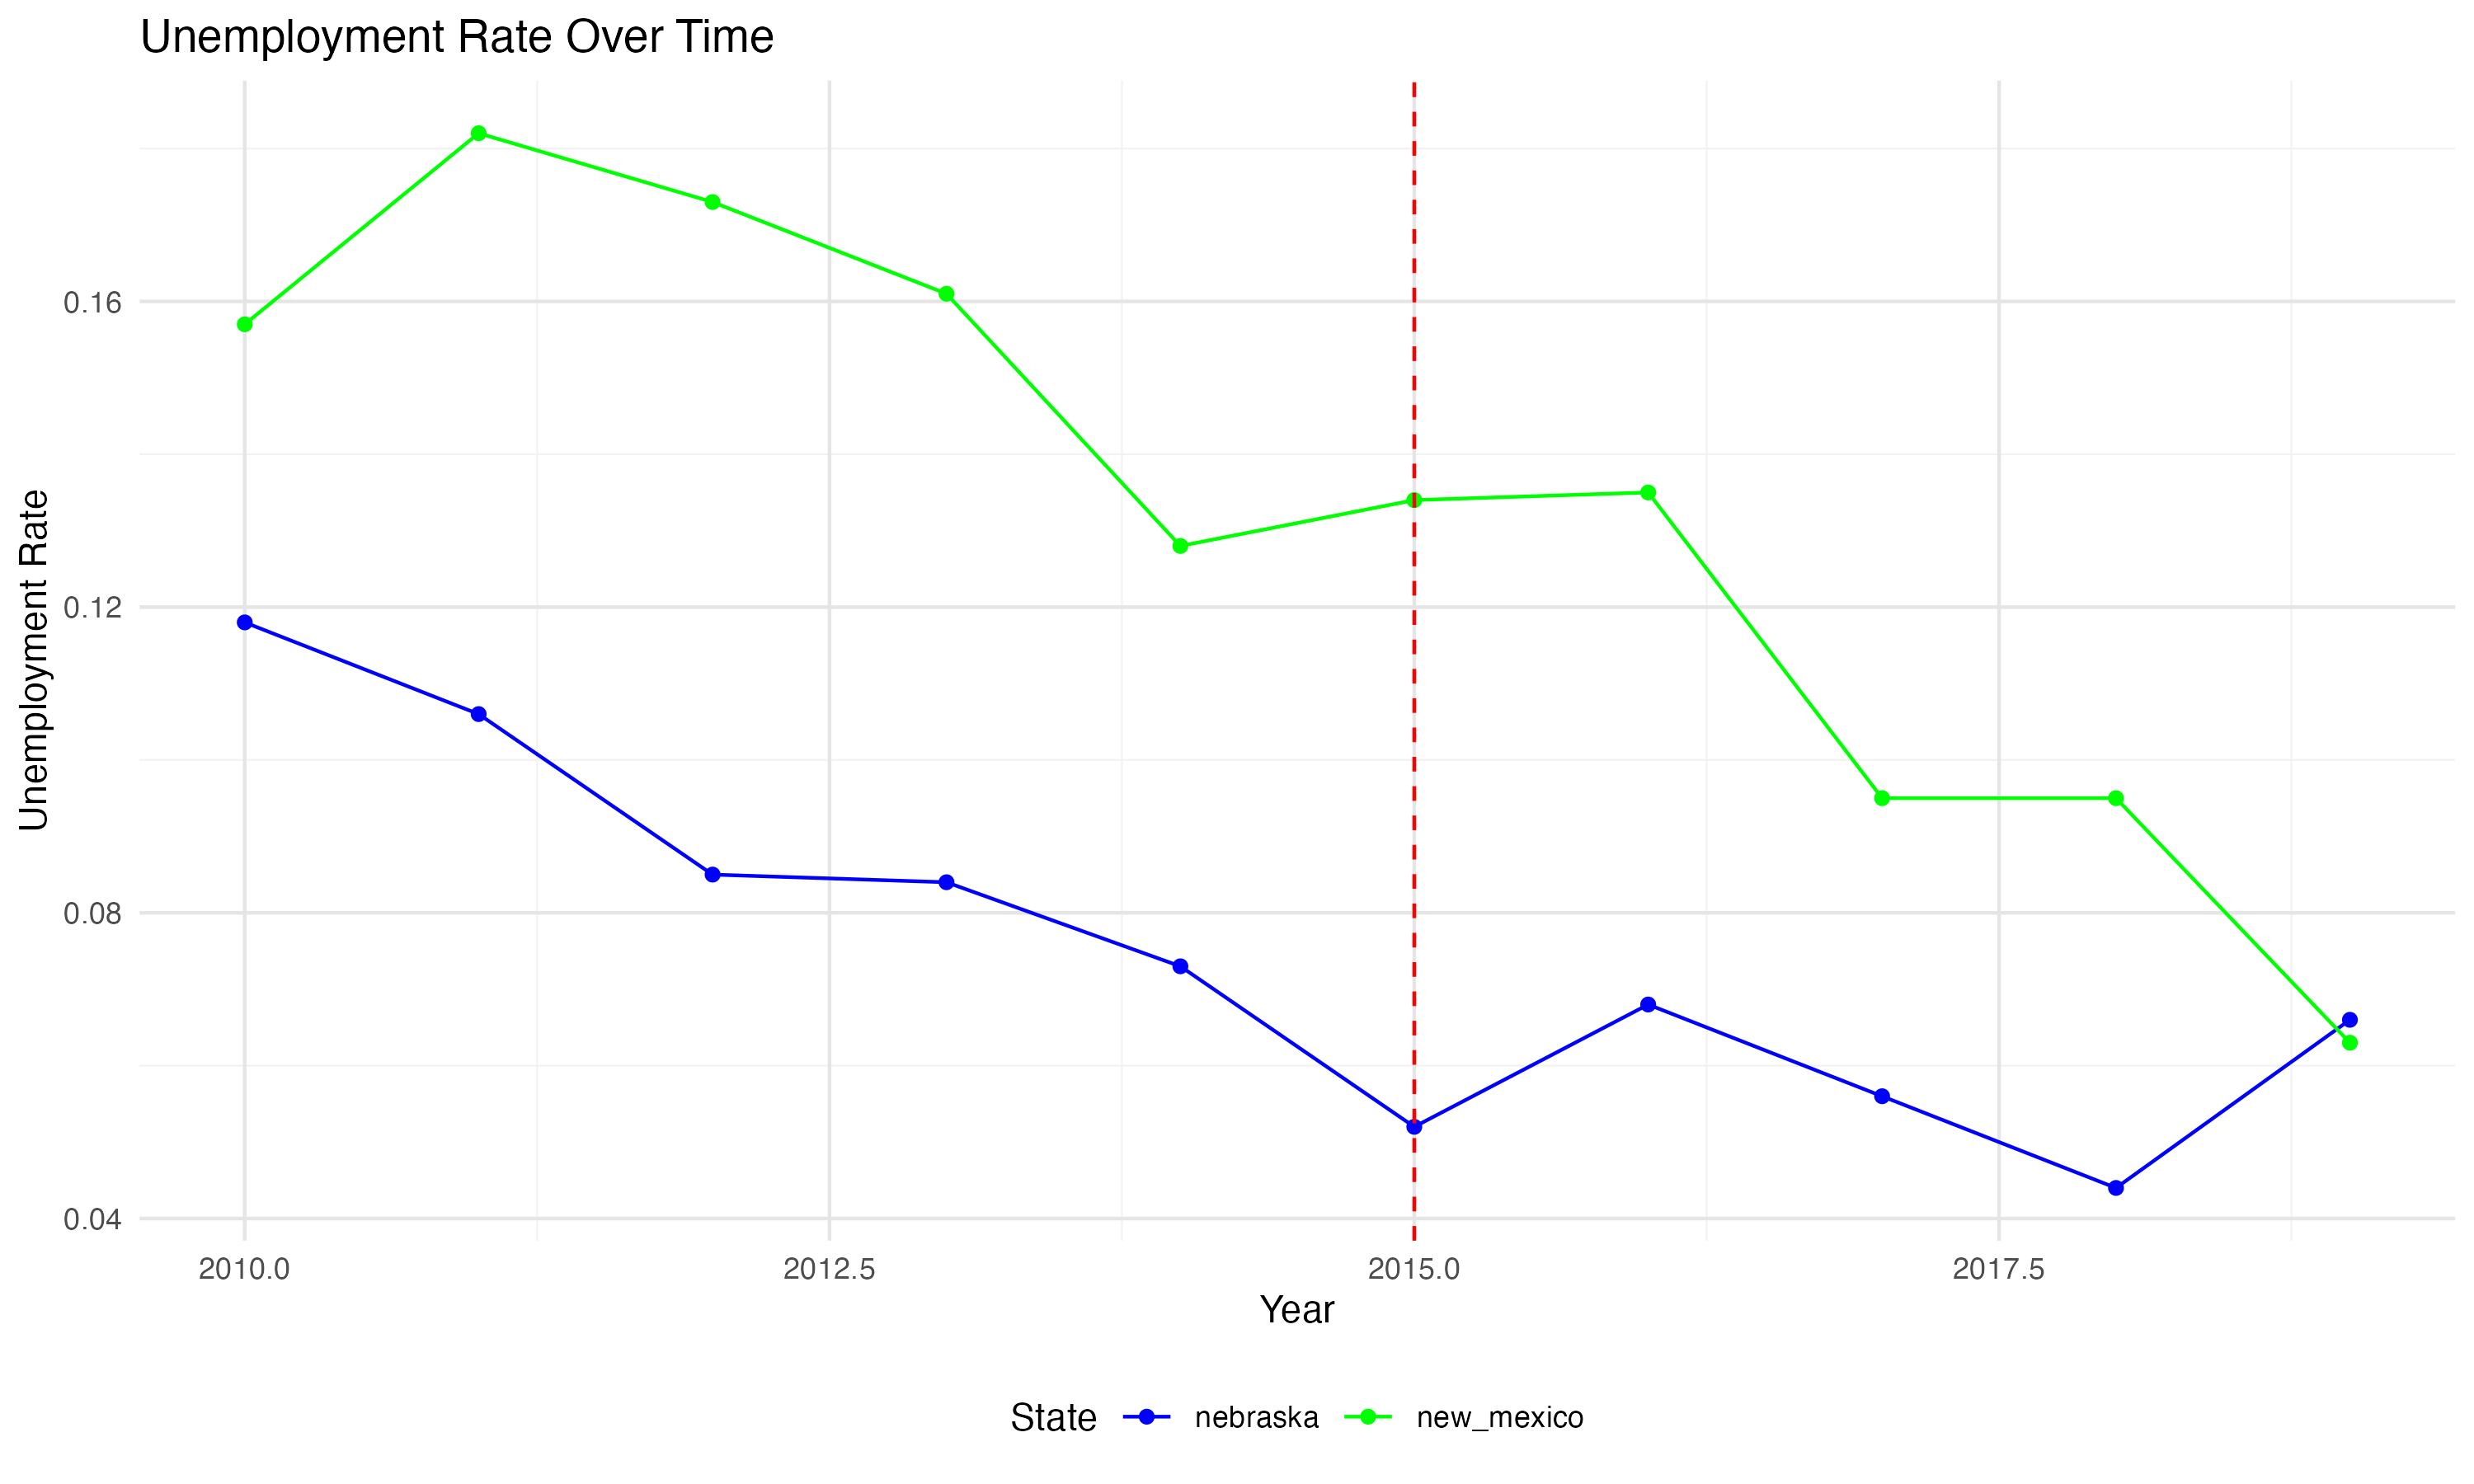 Unemployment Rate Over Time
Unemployment Rate
0.16
0.12
0.08
0.04
2010.0 2012.5 2015.0 2017.5
Year
State nebraska new_mexico